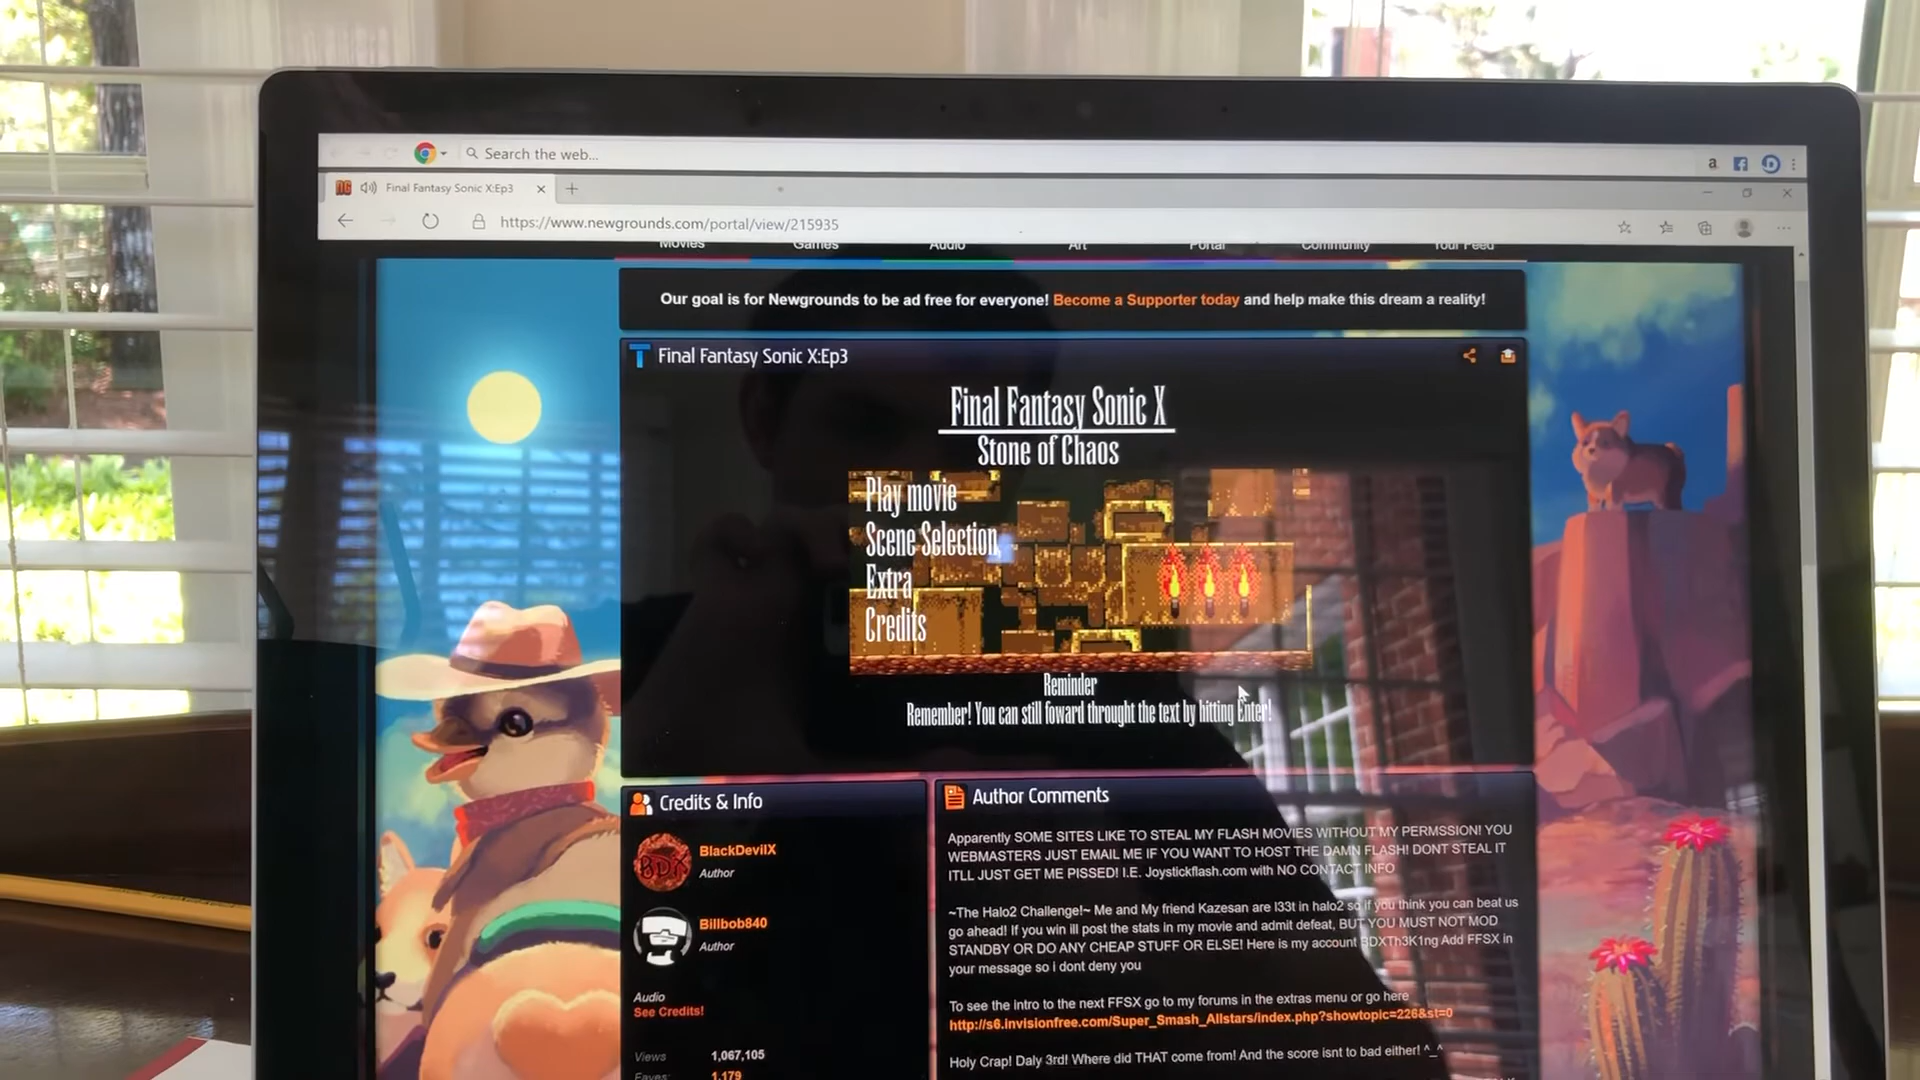 Search the web...
a
NG Final Fantasy Sonic X:Ep3
https://www.newgrounds.com/portal/view/215935
Movies Games Audio Art Portal Community Your Feed
Our goal is for Newgrounds to be ad free for everyone! Become a Supporter today and help make this dream a reality!
T Final Fantasy Sonic X:Ep3
Final Fantasy Sonic X
Stone of Chaos
Play movie
Scene Selection
Extra
Credits
Reminder
Remember! You can still foward throught the text by hitting Enter!
Credits & Info
BDX
BlackDevilX
Author
Billbob840
Author
Audio
See Credits!
Views 1,067,105
Faves: 1,179
Author Comments
Apparently SOME SITES LIKE TO STEAL MY FLASH MOVIES WITHOUT MY PERMSSION! YOU
WEBMASTERS JUST EMAIL ME IF YOU WANT TO HOST THE DAMN FLASH! DONT STEAL IT
ITLL JUST GET ME PISSED! I.E. Joystickflash.com with NO CONTACT INFO
~The Halo2 Challenge!~ Me and My friend Kazesan are l33t in halo2 so if you think you can beat us
go ahead! If you win ill post the stats in my movie and admit defeat, BUT YOU MUST NOT MOD
STANDBY OR DO ANY CHEAP STUFF OR ELSE! Here is my account BDXTh3K1ng Add FFSX in
your message so i dont deny you
To see the intro to the next FFSX go to my forums in the extras menu or go here
http://s6.invisionfree.com/Super_Smash_Allstars/index.php?showtopic=226&st=0
Holy Crap! Daly 3rd! Where did THAT come from! And the score isnt to bad either! ^_^